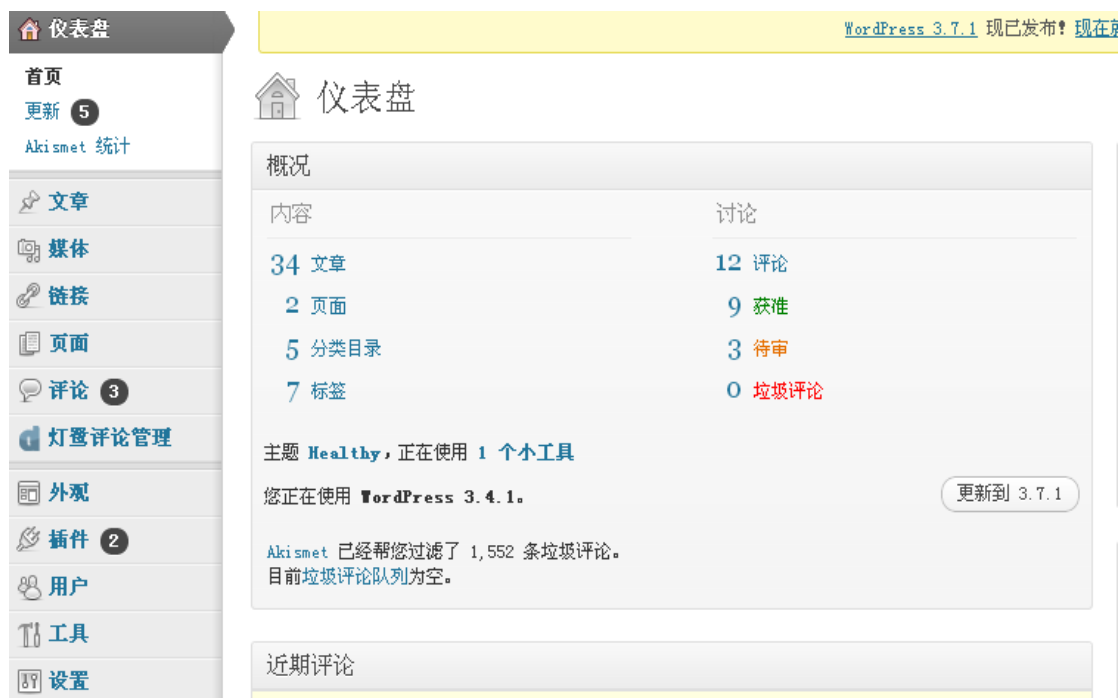 仪表盘
WordPress 3.7.1 现已发布! 现在
首页
更新 5
Akismet 统计
文章
媒体
链接
页面
评论 3
灯鹭评论管理
外观
插件 2
用户
工具
设置
仪表盘
概况
内容
34 文章
2 页面
5 分类目录
7 标签
讨论
12 评论
9 获准
3 待审
0 垃圾评论
主题 Healthy,正在使用 1 个小工具
您正在使用 WordPress 3.4.1。
更新到 3.7.1
Akismet 已经帮您过滤了 1,552 条垃圾评论。
目前垃圾评论队列为空。
近期评论